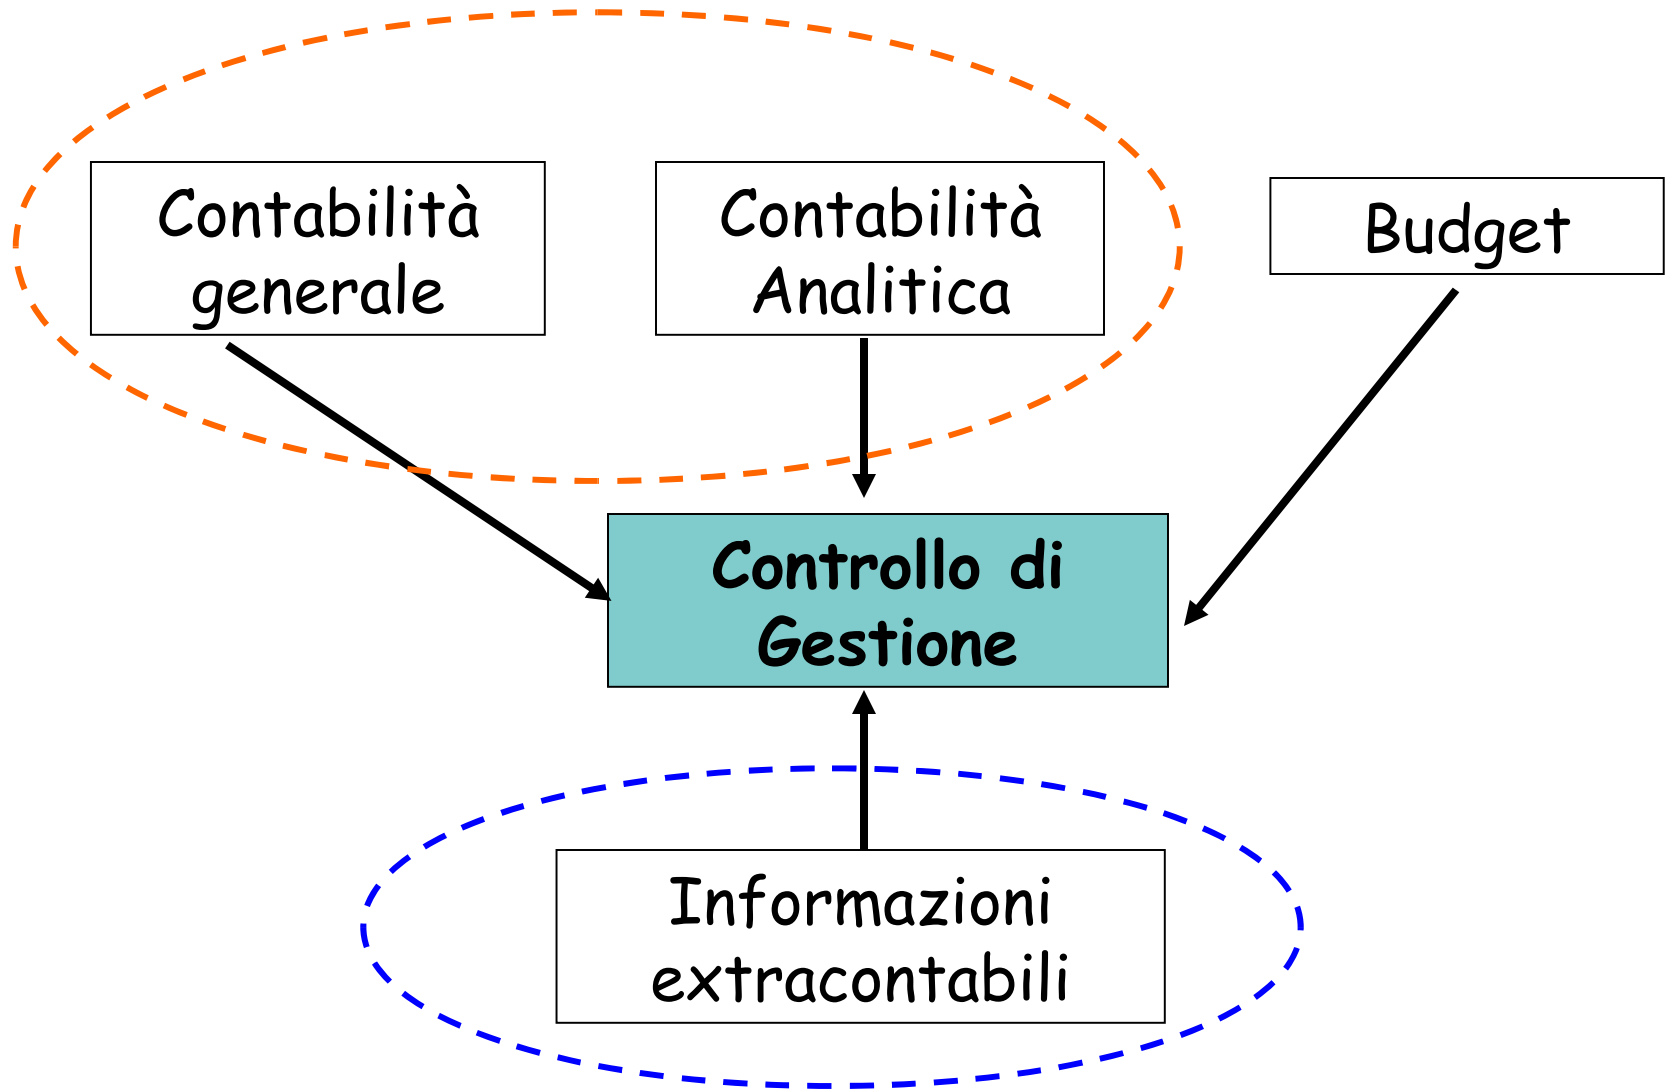 Contabilità
generale
Contabilità
Analitica
Budget
Controllo di
Gestione
Informazioni
extracontabili